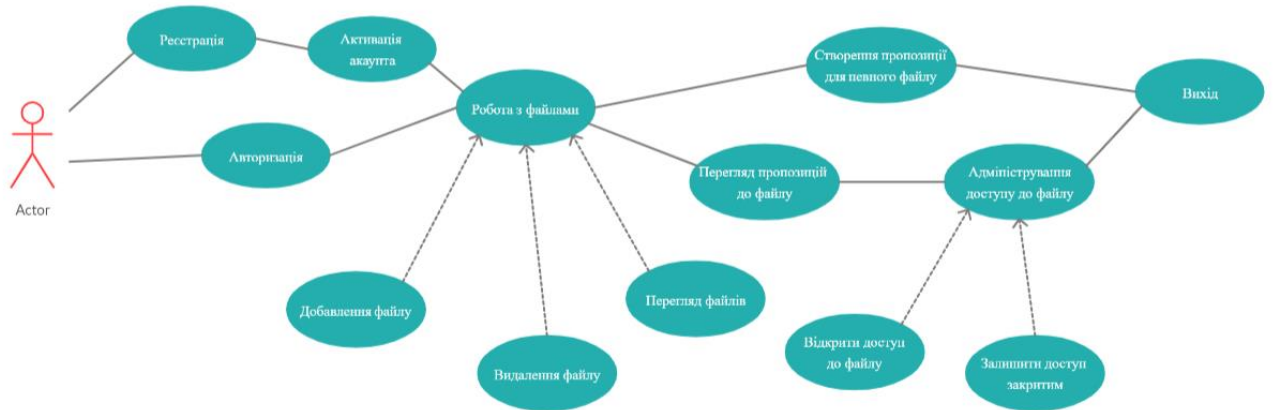 Реєстрація
Активація
акаунта
Авторизація
Actor
Робота з файлами
Створення пропозиції
для певного файлу
Вихід
Перегляд пропозицій
до файлу
Адміністрування
доступу до файлу
Добавлення файлу
Видалення файлу
Перегляд файлів
Відкрити доступ
до файлу
Залишити доступ
закритим